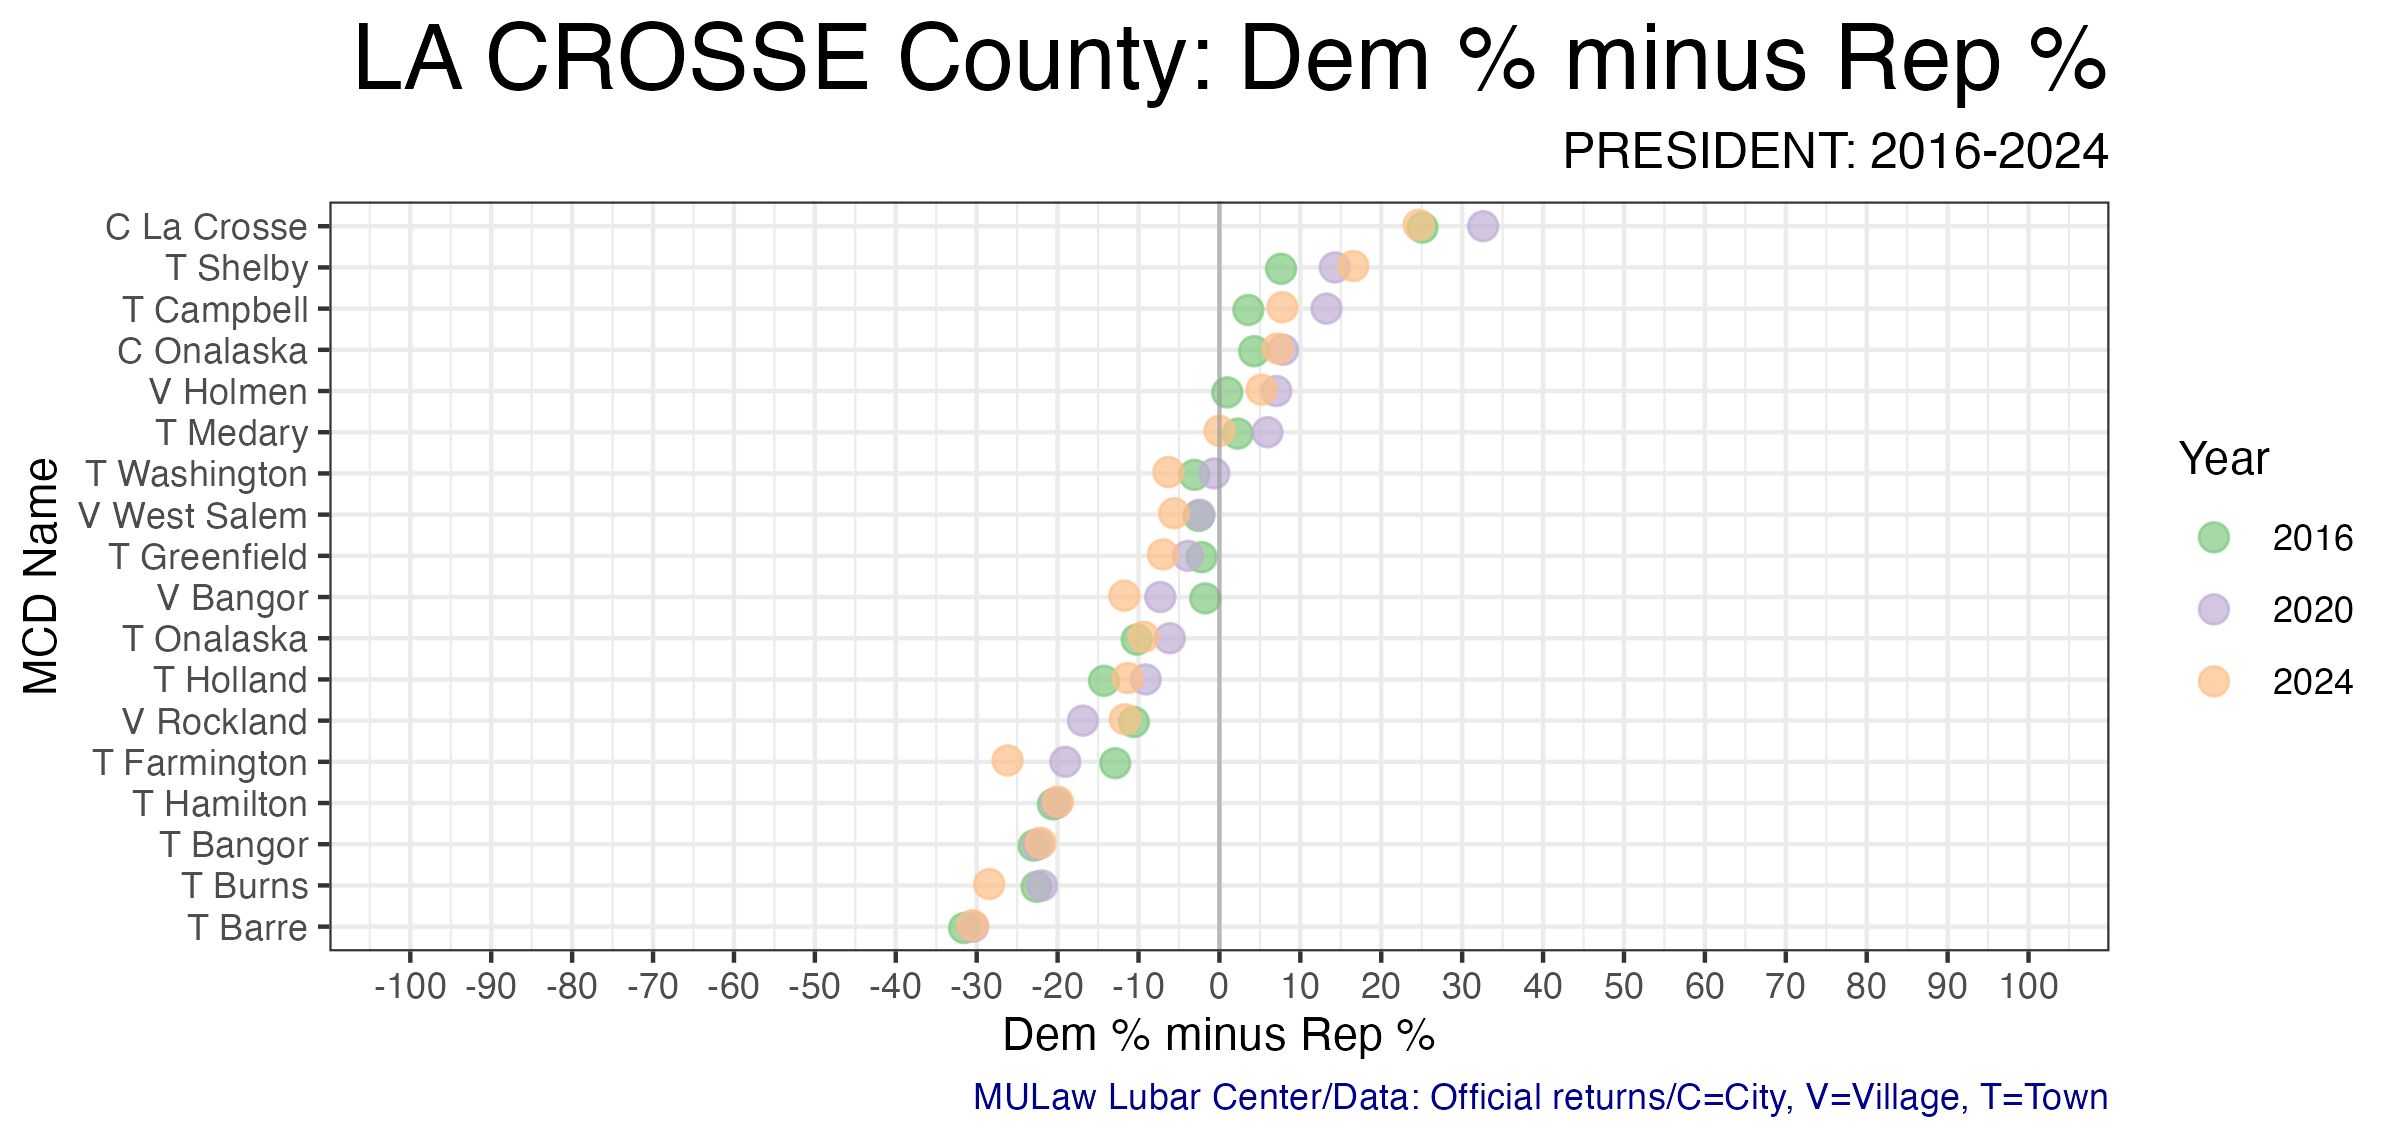 LA CROSSE County: Dem % minus Rep %
PRESIDENT: 2016-2024
MCD Name
C La Crosse
T Shelby
T Campbell
C Onalaska
V Holmen
T Medary
T Washington
V West Salem
T Greenfield
V Bangor
T Onalaska
T Holland
V Rockland
T Farmington
T Hamilton
T Bangor
T Burns
T Barre
-100 -90 -80 -70 -60 -50 -40 -30 -20 -10 0 10 20 30 40 50 60 70 80 90 100
Dem % minus Rep %
Year
2016
2020
2024
MULaw Lubar Center/Data: Official returns/C=City, V=Village, T=Town